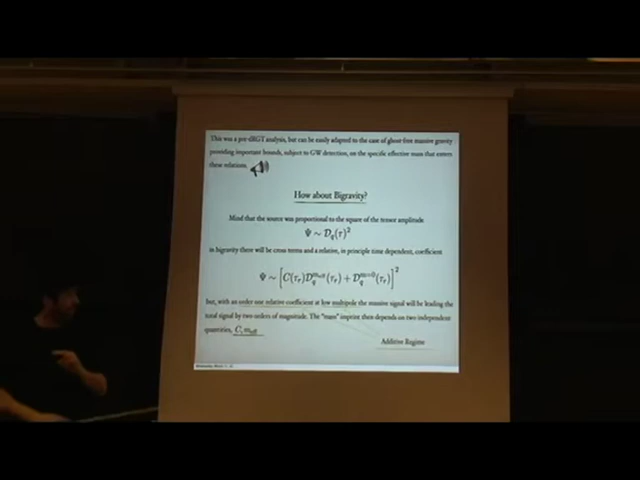 This was a pre-dRGT analysis, but can be easily adapted to the case of ghost-free massive gravity
providing important bounds, subject to GW detection, on the specific effective mass that enters
these relations.
How about Bigravity?
Mind that the source was proportional to the square of the tensor amplitude
Ψ ~ D_q(τ)^2
in bigravity there will be cross terms and a relative, in principle time dependent, coefficient
Ψ ~ [C(τ_r)D_q^{m_eff}(τ_r) + D_q^{m=0}(τ_r)]^2
but, with an order one relative coefficient at low multipole the massive signal will be leading the
total signal by two orders of magnitude. The "mass" imprint then depends on two independent
quantities, C, m_eff
Additive Regime
Wednesday, March